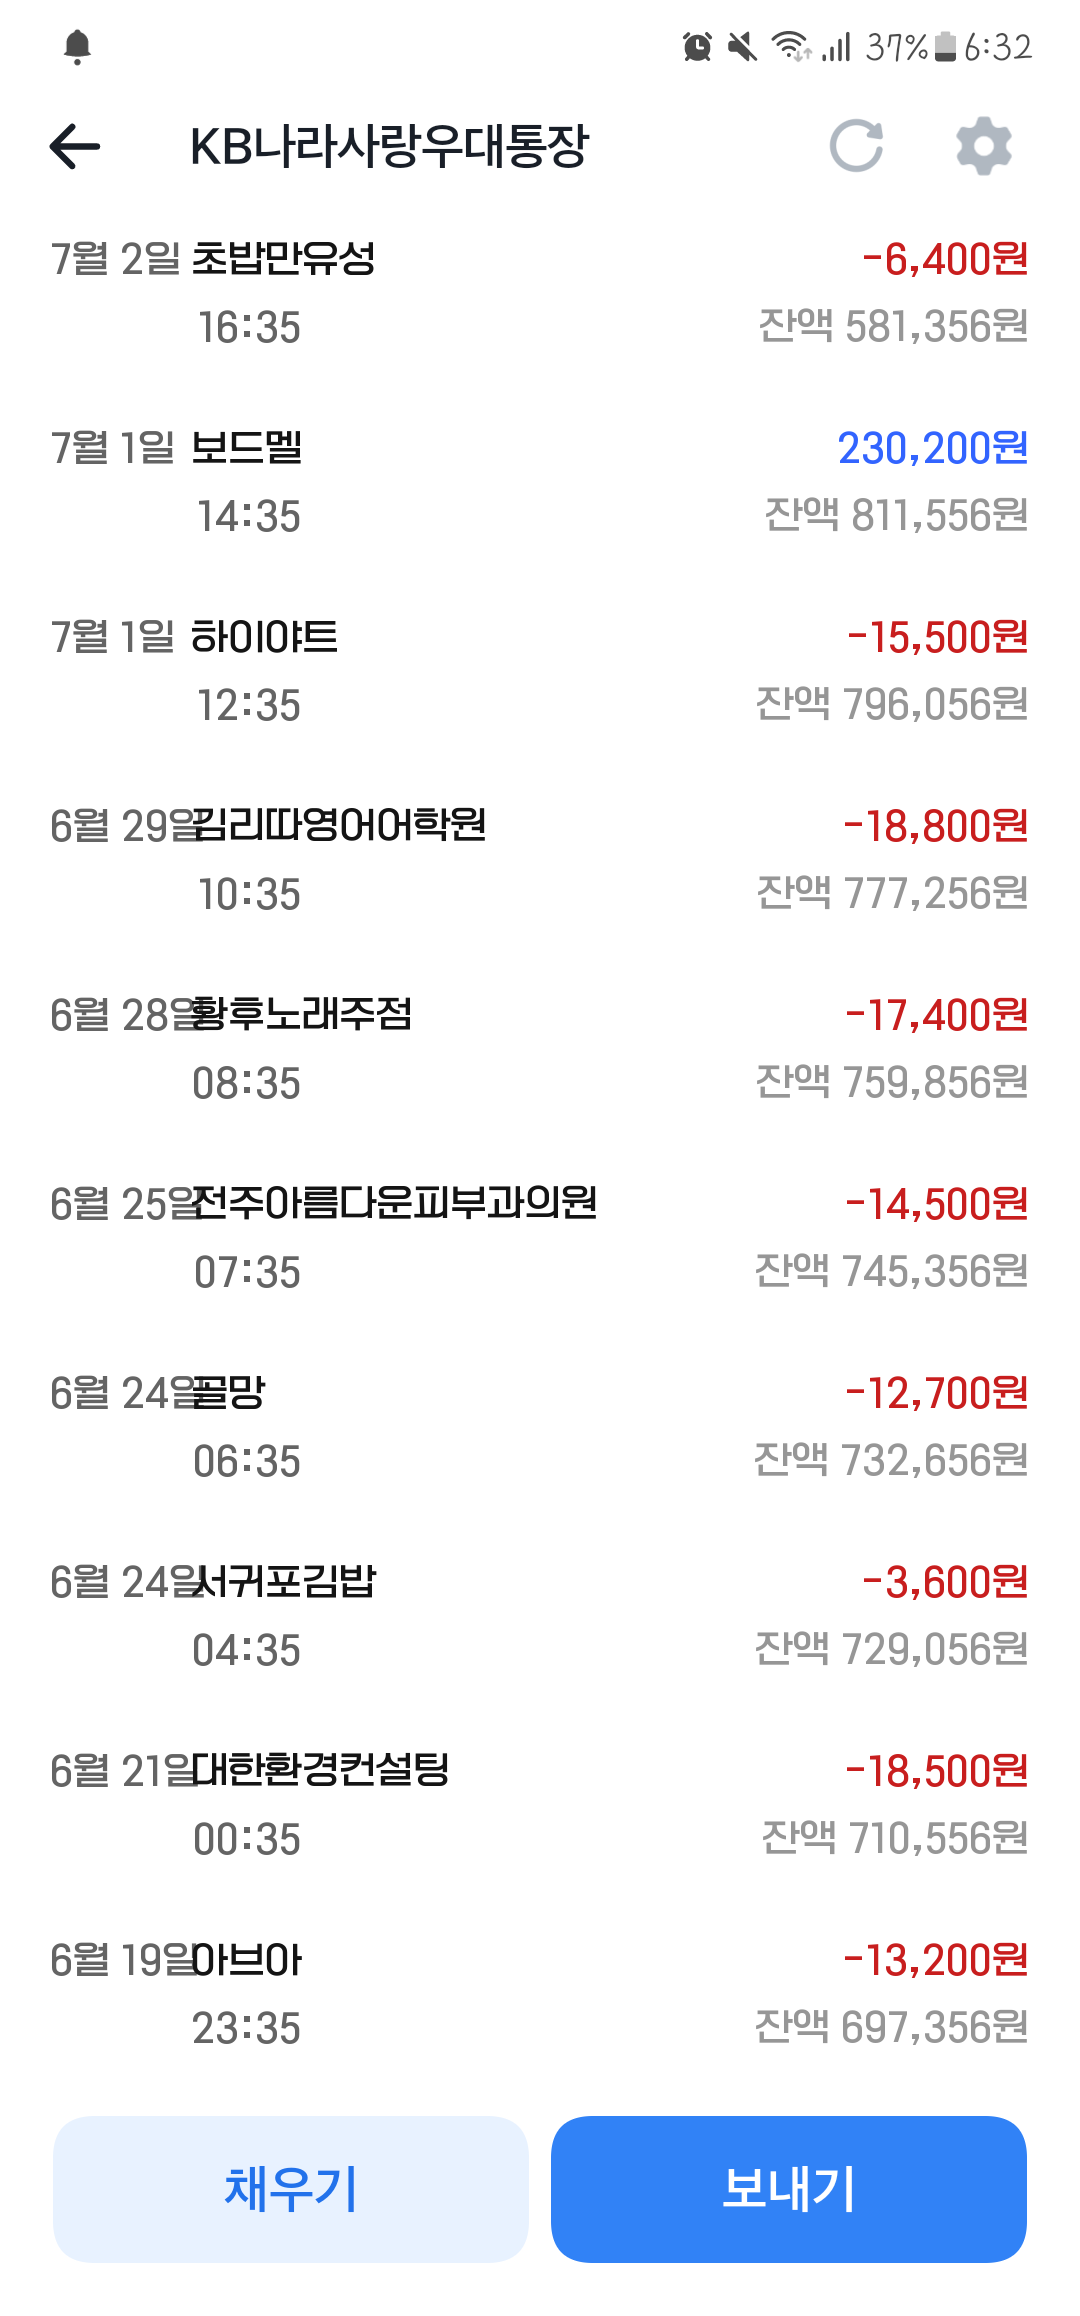 37% 6:32
KB나라사랑우대통장
7월 2일 초밥만유성 -6,400원
16:35 잔액 581,356원
7월 1일 보드멜 230,200원
14:35 잔액 811,556원
7월 1일 하이야트 -15,500원
12:35 잔액 796,056원
6월 29일 김리따영어어학원 -18,800원
10:35 잔액 777,256원
6월 28일 황후노래주점 -17,400원
08:35 잔액 759,856원
6월 25일 전주아름다운피부과의원 -14,500원
07:35 잔액 745,356원
6월 24일 골망 -12,700원
06:35 잔액 732,656원
6월 24일 서귀포김밥 -3,600원
04:35 잔액 729,056원
6월 21일 대한환경컨설팅 -18,500원
00:35 잔액 710,556원
6월 19일 아브아 -13,200원
23:35 잔액 697,356원
채우기 보내기